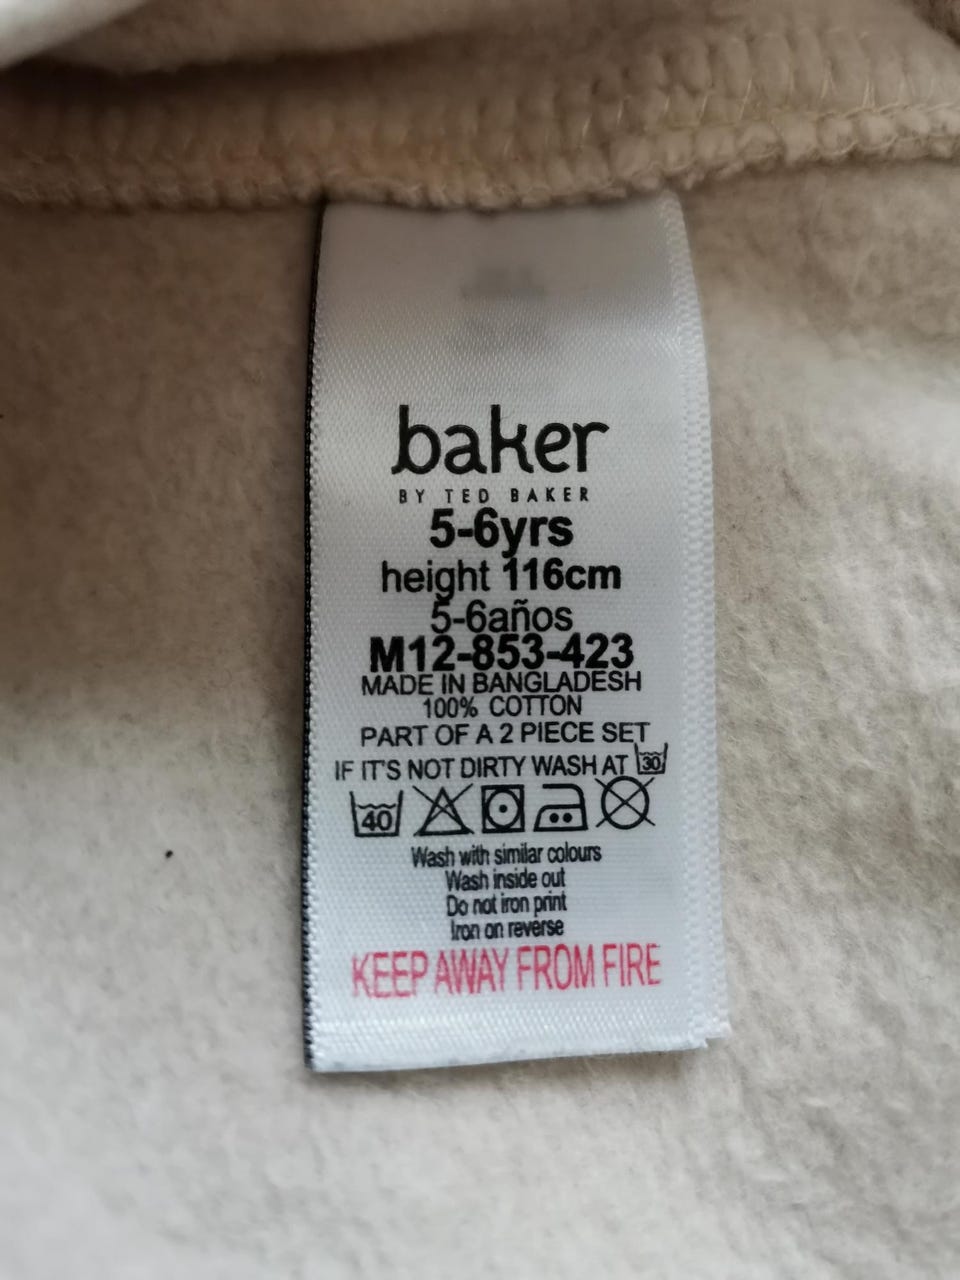 baker
BY TED BAKER
5-6yrs
height 116cm
5-6años
M12-853-423
MADE IN BANGLADESH
100% COTTON
PART OF A 2 PIECE SET
IF IT'S NOT DIRTY WASH AT 30
40
Wash with similar colours
Wash inside out
Do not iron print
Iron on reverse
KEEP AWAY FROM FIRE